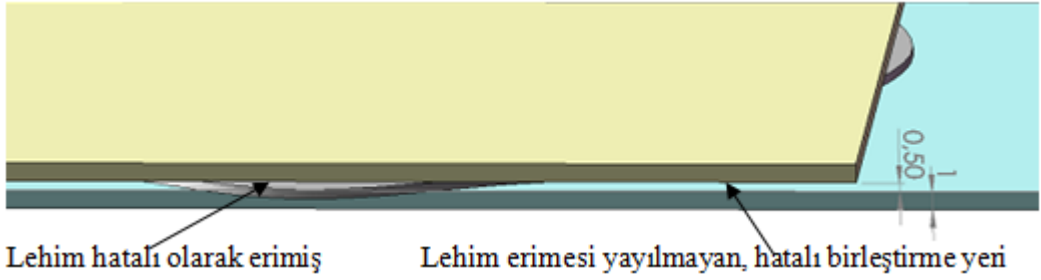 0,50
1
Lehim hatalı olarak erimiş
Lehim erimesi yayılmayan, hatalı birleştirme yeri